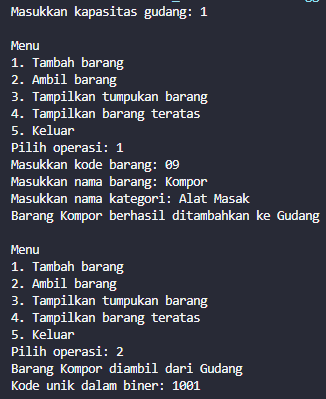 Masukkan kapasitas gudang: 1
Menu
1. Tambah barang
2. Ambil barang
3. Tampilkan tumpukan barang
4. Tampilkan barang teratas
5. Keluar
Pilih operasi: 1
Masukkan kode barang: 09
Masukkan nama barang: Kompor
Masukkan nama kategori: Alat Masak
Barang Kompor berhasil ditambahkan ke Gudang
Menu
1. Tambah barang
2. Ambil barang
3. Tampilkan tumpukan barang
4. Tampilkan barang teratas
5. Keluar
Pilih operasi: 2
Barang Kompor diambil dari Gudang
Kode unik dalam biner: 1001